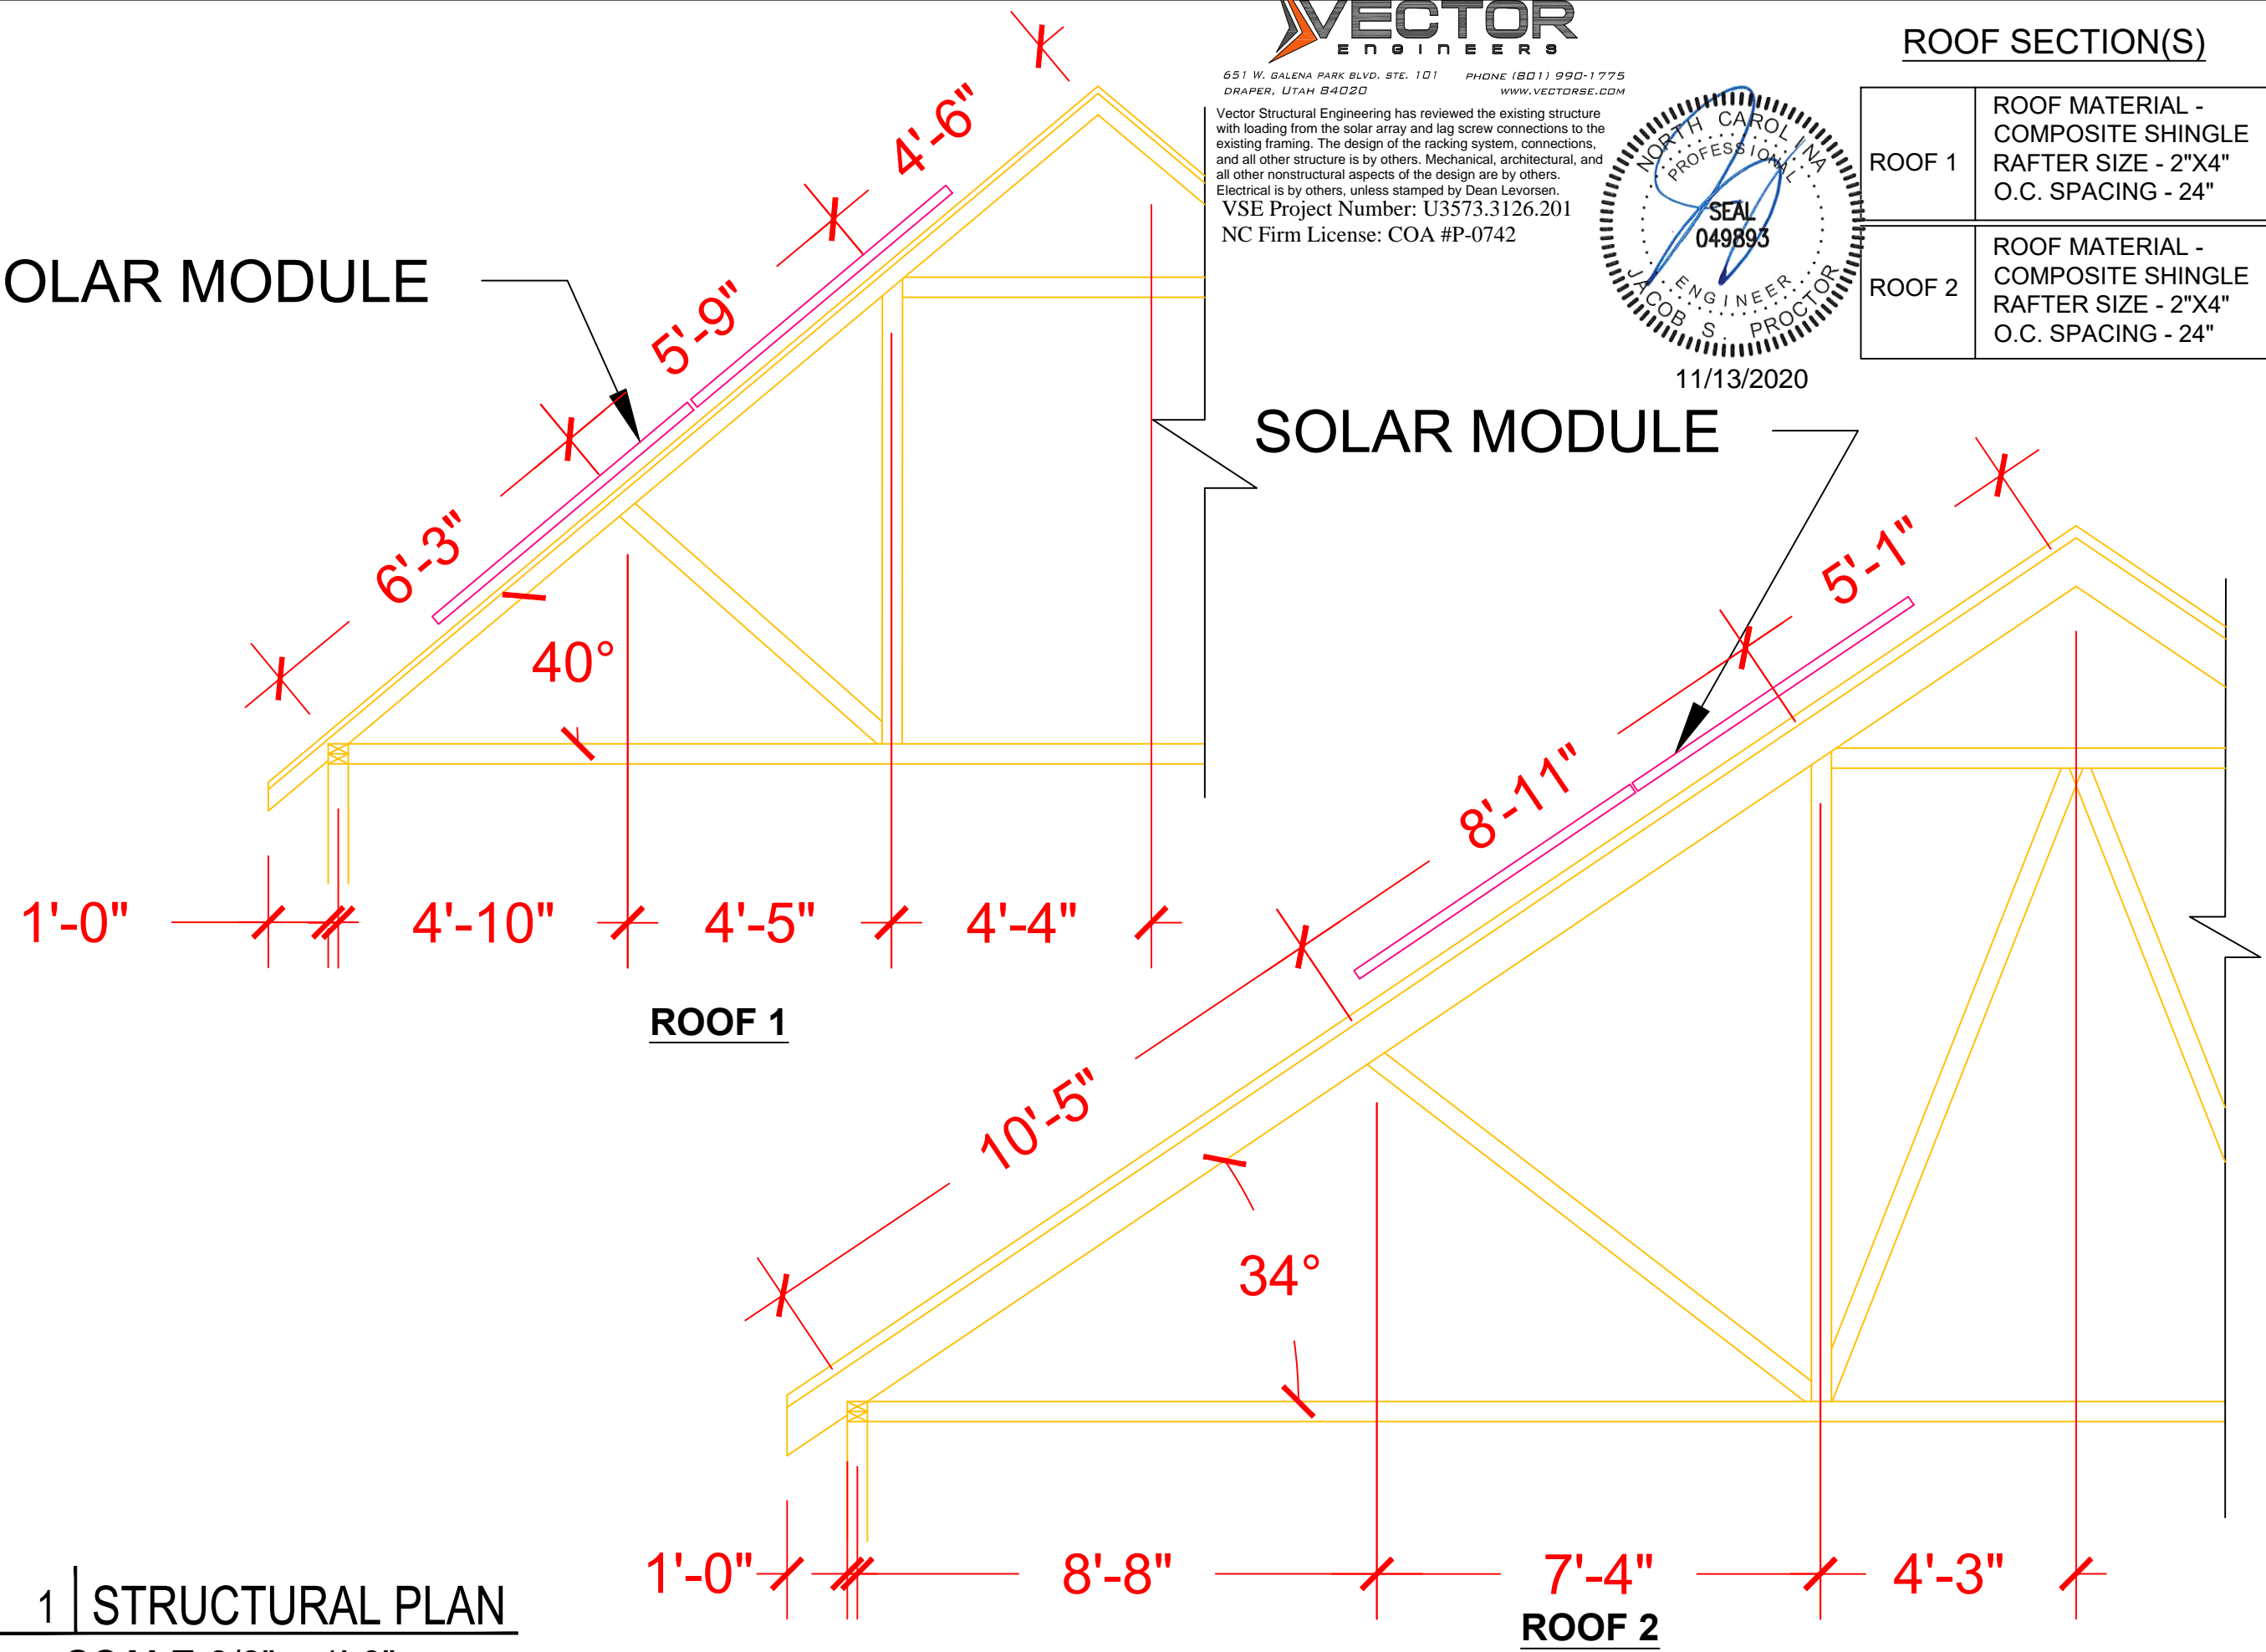 VECTOR
ENGINEERS
651 W. GALENA PARK BLVD. STE. 101 PHONE (801) 990-1775
DRAPER, UTAH 84020 WWW.VECTORSE.COM
Vector Structural Engineering has reviewed the existing structure
with loading from the solar array and lag screw connections to the
existing framing. The design of the racking system, connections,
and all other structure is by others. Mechanical, architectural, and
all other nonstructural aspects of the design are by others.
Electrical is by others, unless stamped by Dean Levorsen.
VSE Project Number: U3573.3126.201
NC Firm License: COA #P-0742
NORTH CAROLINA
PROFESSIONAL
SEAL
049893
ENGINEER
JACOB S. PROCTOR
11/13/2020
ROOF SECTION(S)
ROOF 1
ROOF MATERIAL -
COMPOSITE SHINGLE
RAFTER SIZE - 2"X4"
O.C. SPACING - 24"
ROOF 2
ROOF MATERIAL -
COMPOSITE SHINGLE
RAFTER SIZE - 2"X4"
O.C. SPACING - 24"
OLAR MODULE
4'-6"
5'-9"
6'-3"
40°
1'-0" 4'-10" 4'-5" 4'-4"
ROOF 1
SOLAR MODULE
5'-1"
8'-11"
10'-5"
34°
1'-0" 8'-8" 7'-4" 4'-3"
ROOF 2
1 STRUCTURAL PLAN